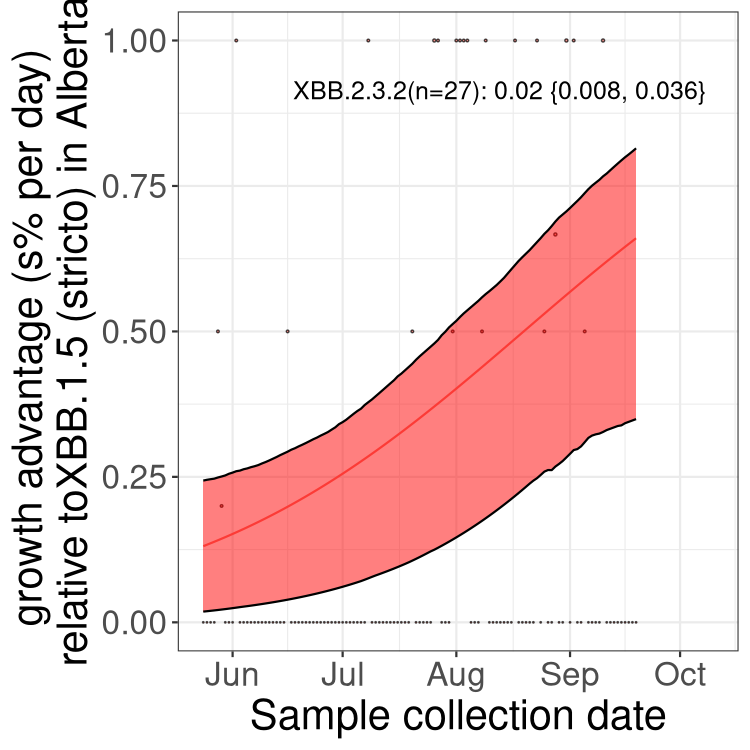 growth advantage (s% per day)
relative toXBB.1.5 (stricto) in Alberta
1.00
0.75
0.50
0.25
0.00
XBB.2.3.2(n=27): 0.02 {0.008, 0.036}
Jun Jul Aug Sep Oct
Sample collection date